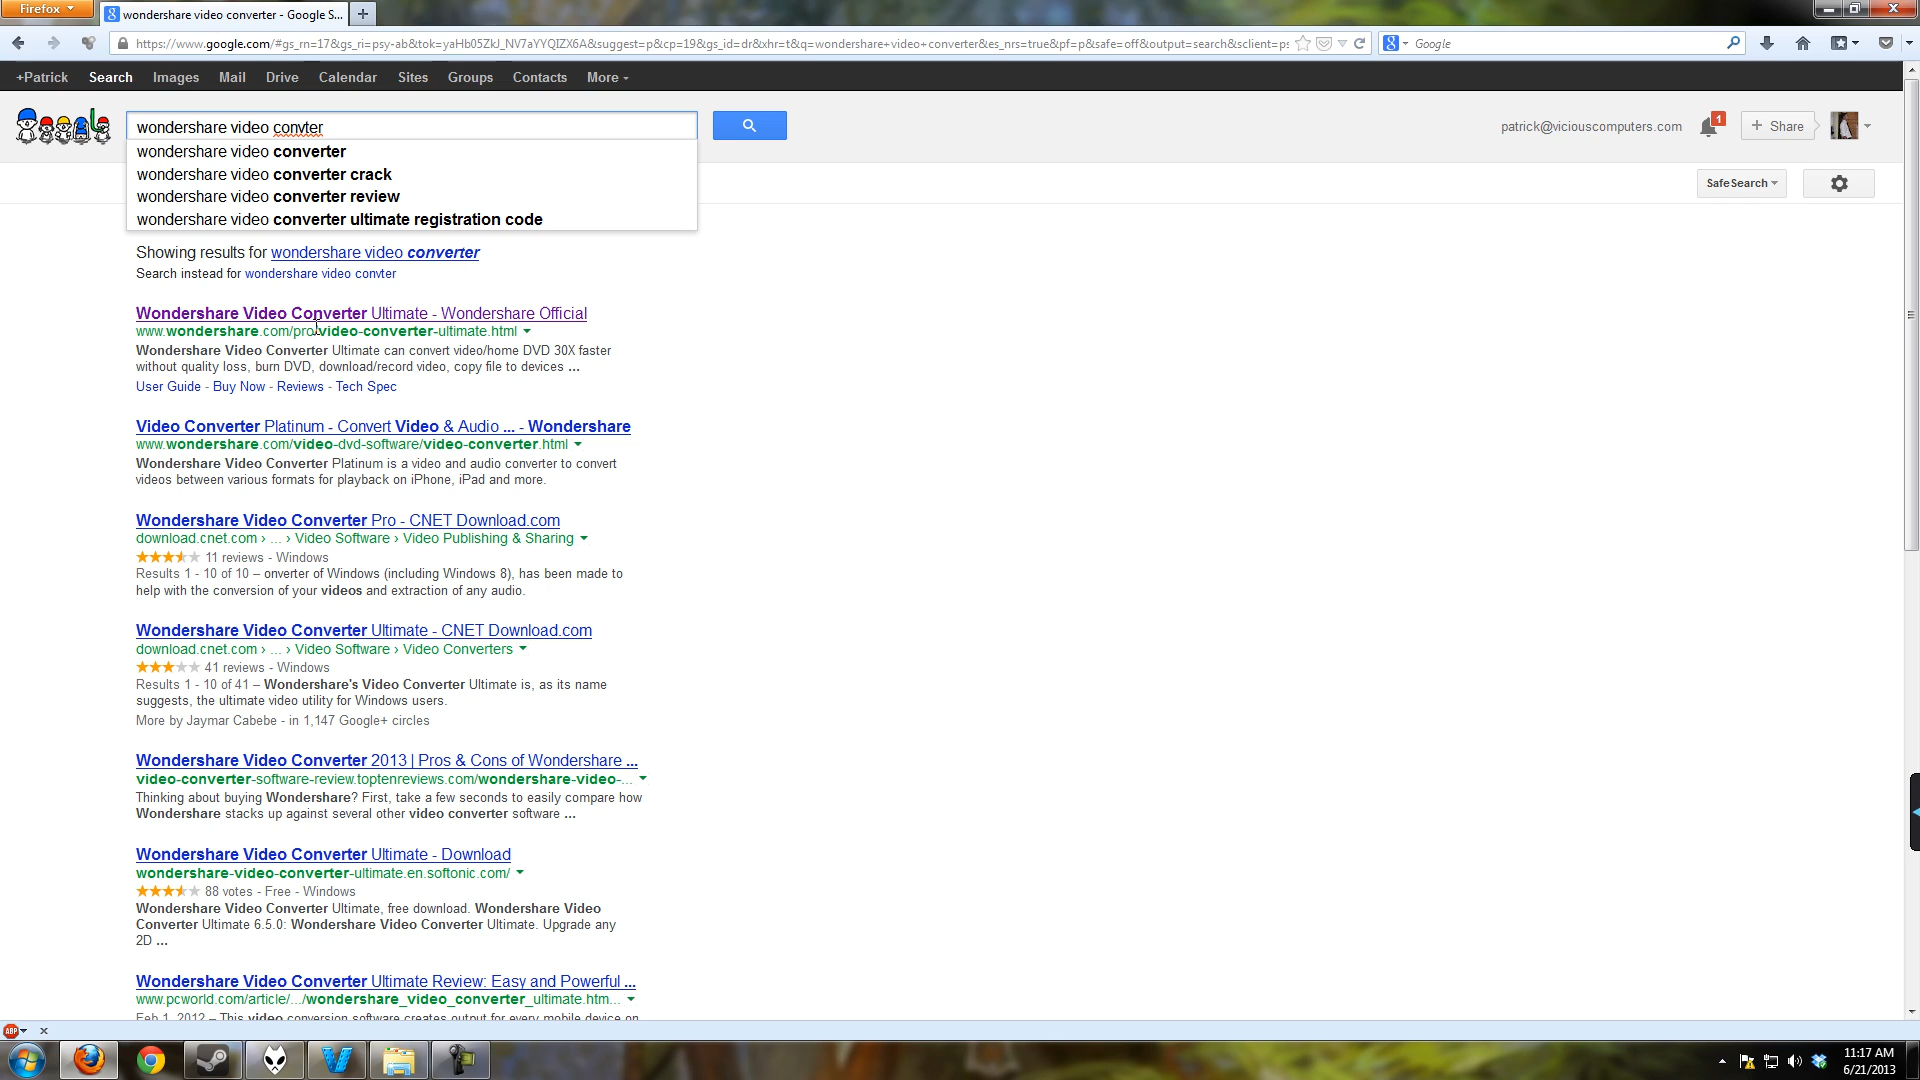 Firefox
wondershare video converter - Google S...
https://www.google.com/#gs_rn=17&gs_ri=psy-ab&tok=yaHb05ZkJ_NV7aYYQIZX6A&suggest=p&cp=19&gs_id=dr&xhr=t&q=wondershare+video+converter&es_nrs=true&pf=p&safe=off&output=search&sclient=ps
Google
+Patrick Search Images Mail Drive Calendar Sites Groups Contacts More
wondershare video convter
patrick@viciouscomputers.com
1
+ Share
wondershare video converter
wondershare video converter crack
wondershare video converter review
wondershare video converter ultimate registration code
SafeSearch
Showing results for wondershare video converter
Search instead for wondershare video convter
Wondershare Video Converter Ultimate - Wondershare Official
www.wondershare.com/pro/video-converter-ultimate.html
Wondershare Video Converter Ultimate can convert video/home DVD 30X faster
without quality loss, burn DVD, download/record video, copy file to devices ...
User Guide - Buy Now - Reviews - Tech Spec
Video Converter Platinum - Convert Video & Audio ... - Wondershare
www.wondershare.com/video-dvd-software/video-converter.html
Wondershare Video Converter Platinum is a video and audio converter to convert
videos between various formats for playback on iPhone, iPad and more.
Wondershare Video Converter Pro - CNET Download.com
download.cnet.com › ... › Video Software › Video Publishing & Sharing
11 reviews - Windows
Results 1 - 10 of 10 – onverter of Windows (including Windows 8), has been made to
help with the conversion of your videos and extraction of any audio.
Wondershare Video Converter Ultimate - CNET Download.com
download.cnet.com › ... › Video Software › Video Converters
41 reviews - Windows
Results 1 - 10 of 41 – Wondershare's Video Converter Ultimate is, as its name
suggests, the ultimate video utility for Windows users.
More by Jaymar Cabebe - in 1,147 Google+ circles
Wondershare Video Converter 2013 | Pros & Cons of Wondershare ...
video-converter-software-review.toptenreviews.com/wondershare-video-...
Thinking about buying Wondershare? First, take a few seconds to easily compare how
Wondershare stacks up against several other video converter software ...
Wondershare Video Converter Ultimate - Download
wondershare-video-converter-ultimate.en.softonic.com/
88 votes - Free - Windows
Wondershare Video Converter Ultimate, free download. Wondershare Video
Converter Ultimate 6.5.0: Wondershare Video Converter Ultimate. Upgrade any
2D ...
Wondershare Video Converter Ultimate Review: Easy and Powerful ...
www.pcworld.com/article/.../wondershare_video_converter_ultimate.htm...
Feb 1, 2012 – This video conversion software creates output for every mobile device on
ABP
11:17 AM
6/21/2013